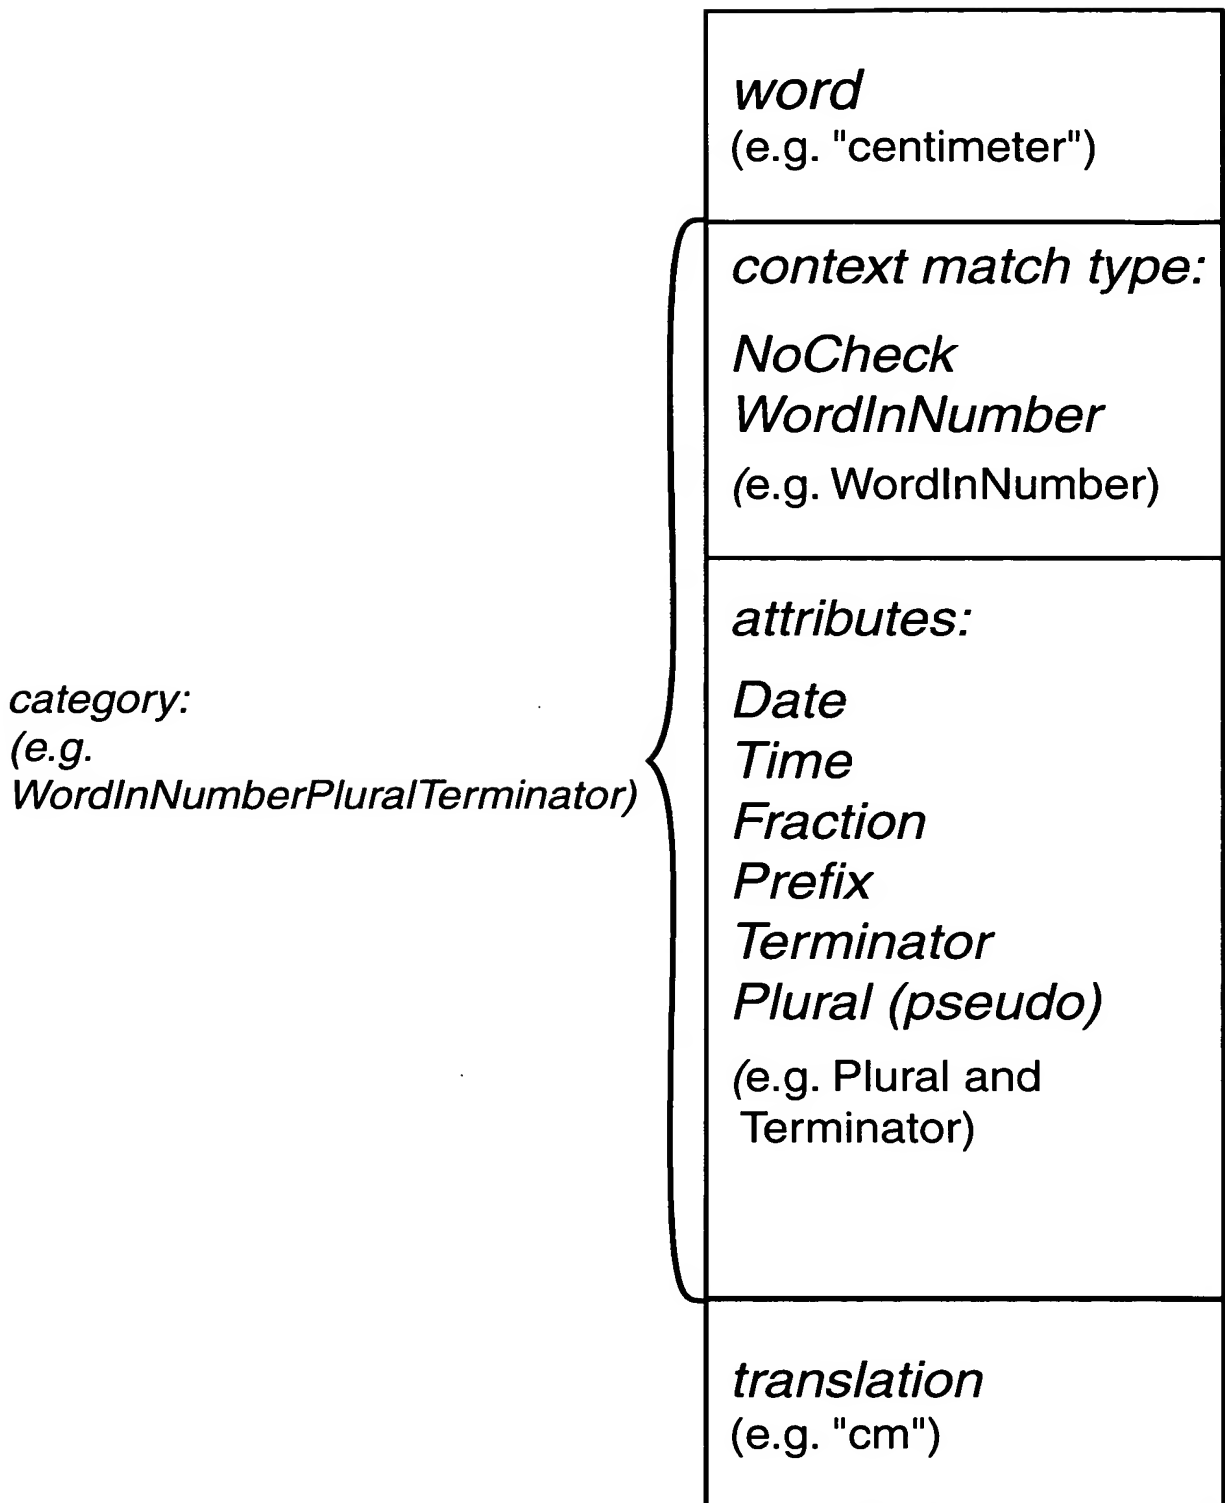 word
(e.g. "centimeter")
context match type:
NoCheck
WordInNumber
(e.g. WordInNumber)
attributes:
Date
Time
Fraction
Prefix
Terminator
Plural (pseudo)
(e.g. Plural and
Terminator)
category:
(e.g.
WordInNumberPluralTerminator)
translation
(e.g. "cm")